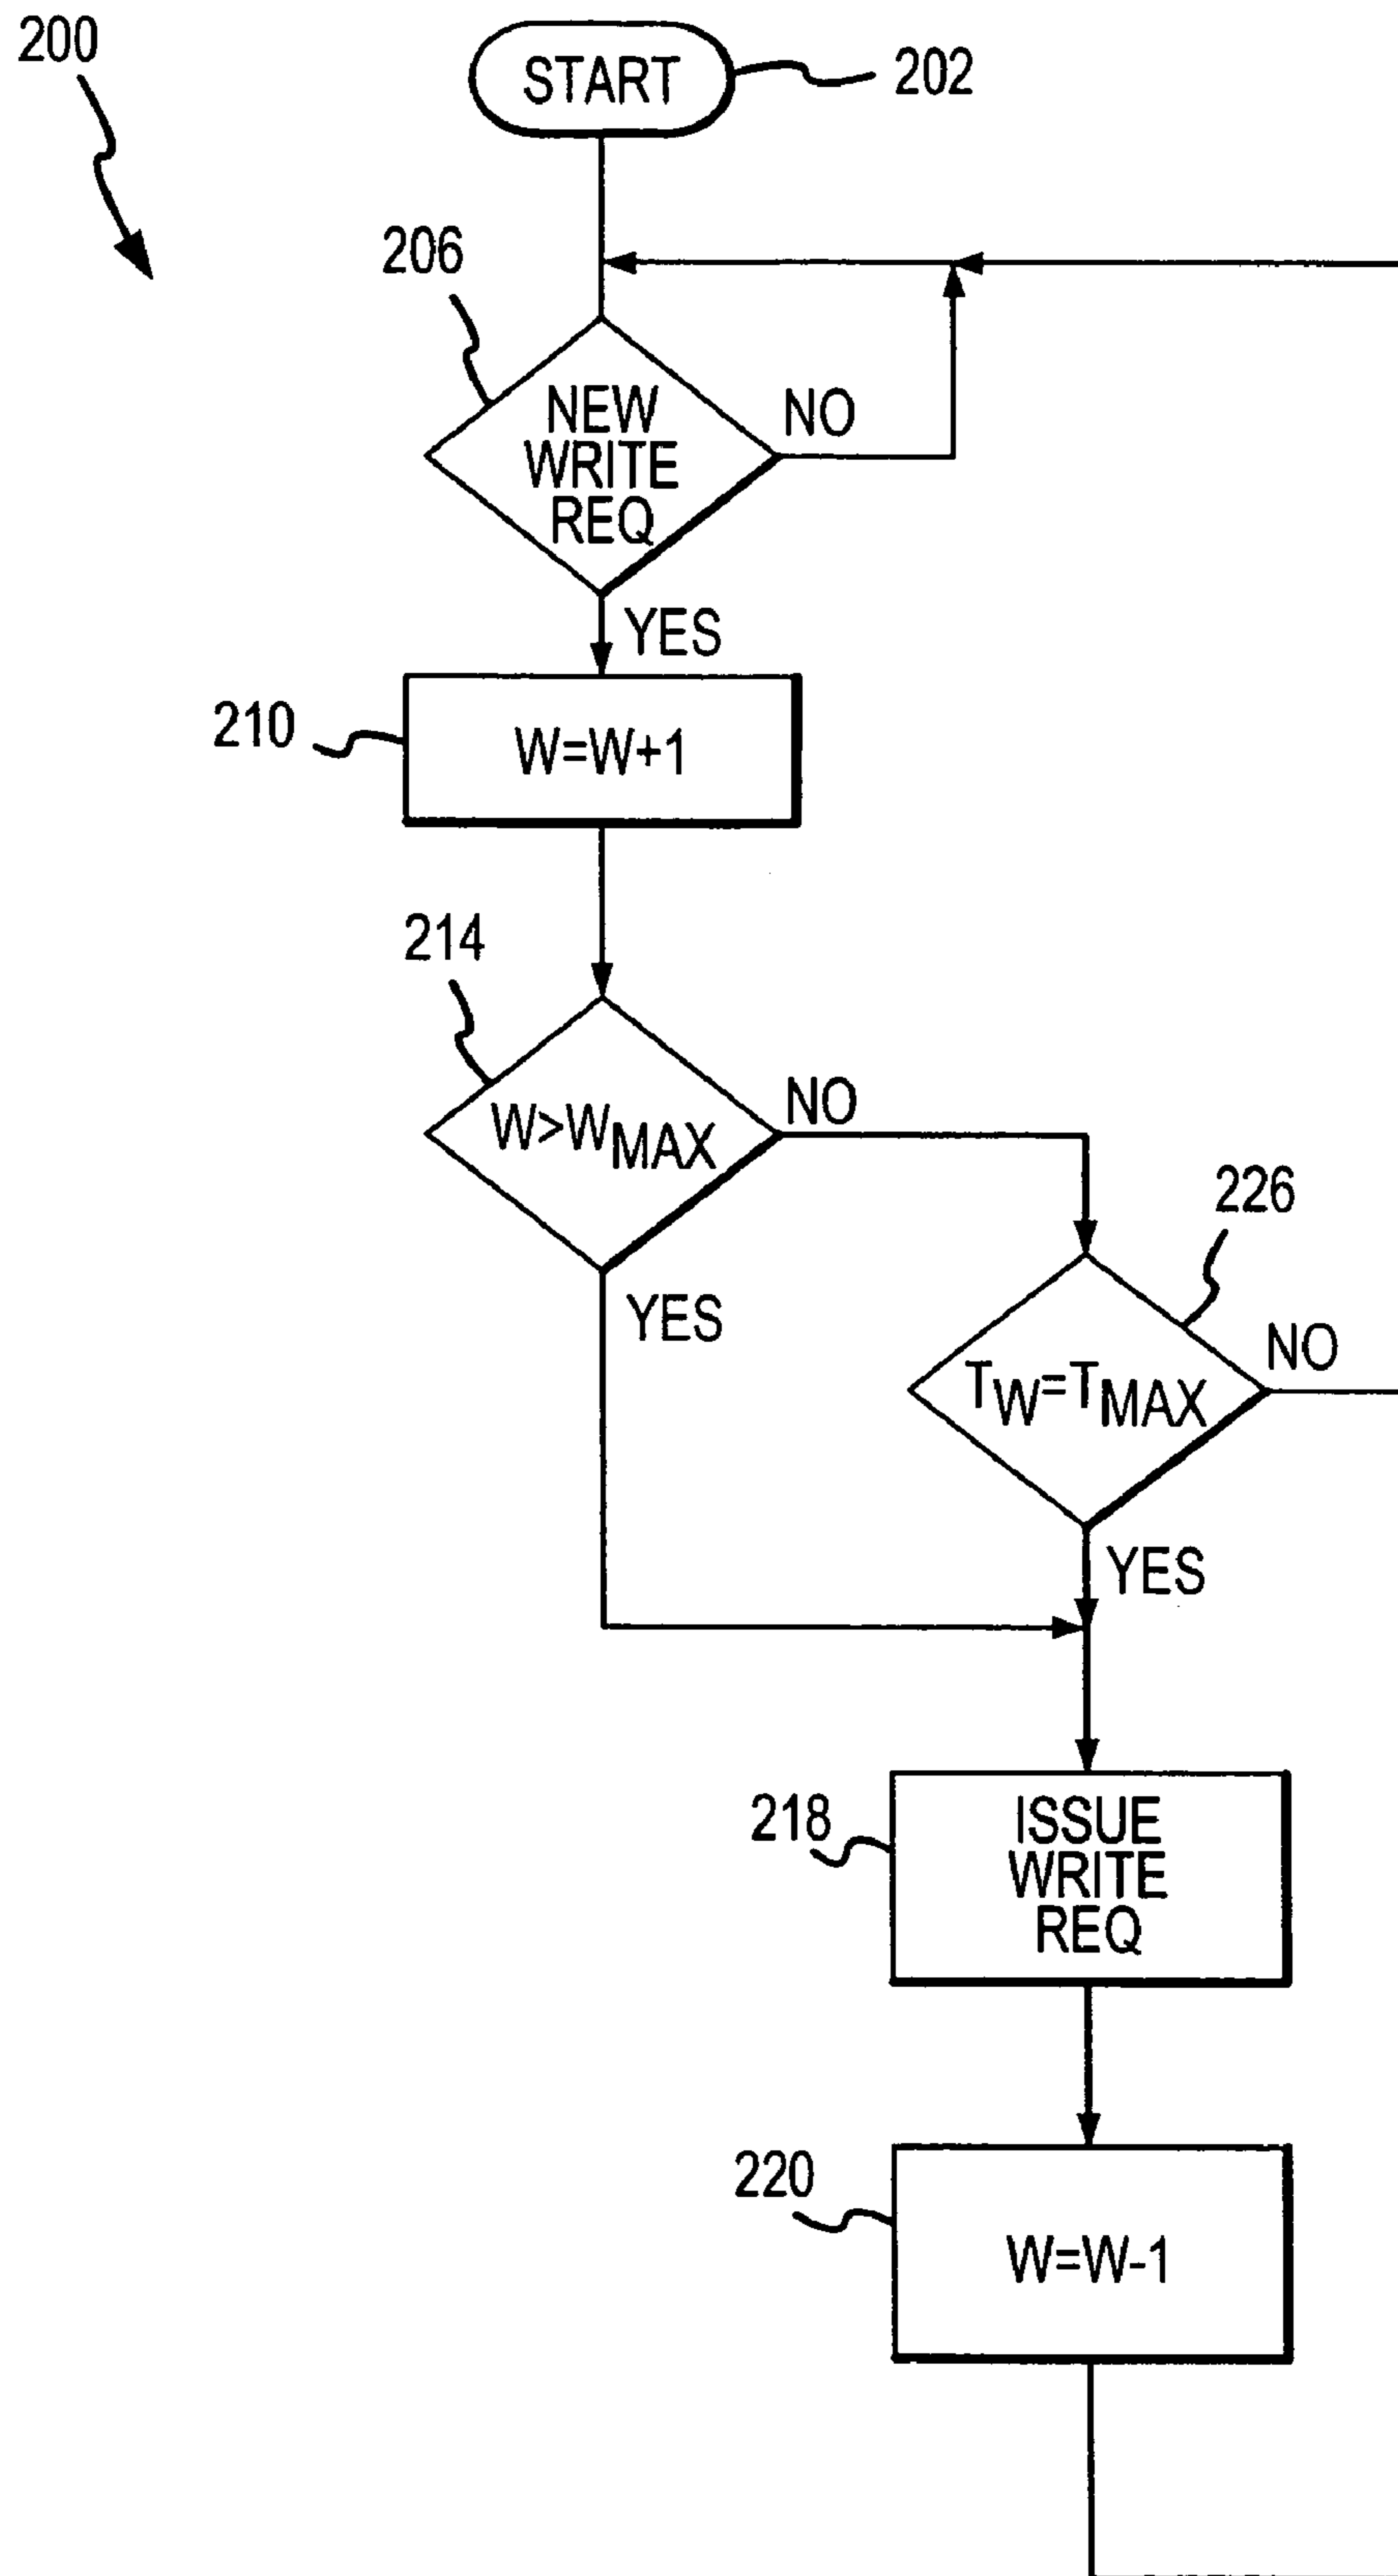 200
START
202
206
NEW
WRITE
REQ
NO
YES
210
W=W+1
214
W>WMAX
NO
YES
226
TW=TMAX
NO
YES
218
ISSUE
WRITE
REQ
220
W=W-1